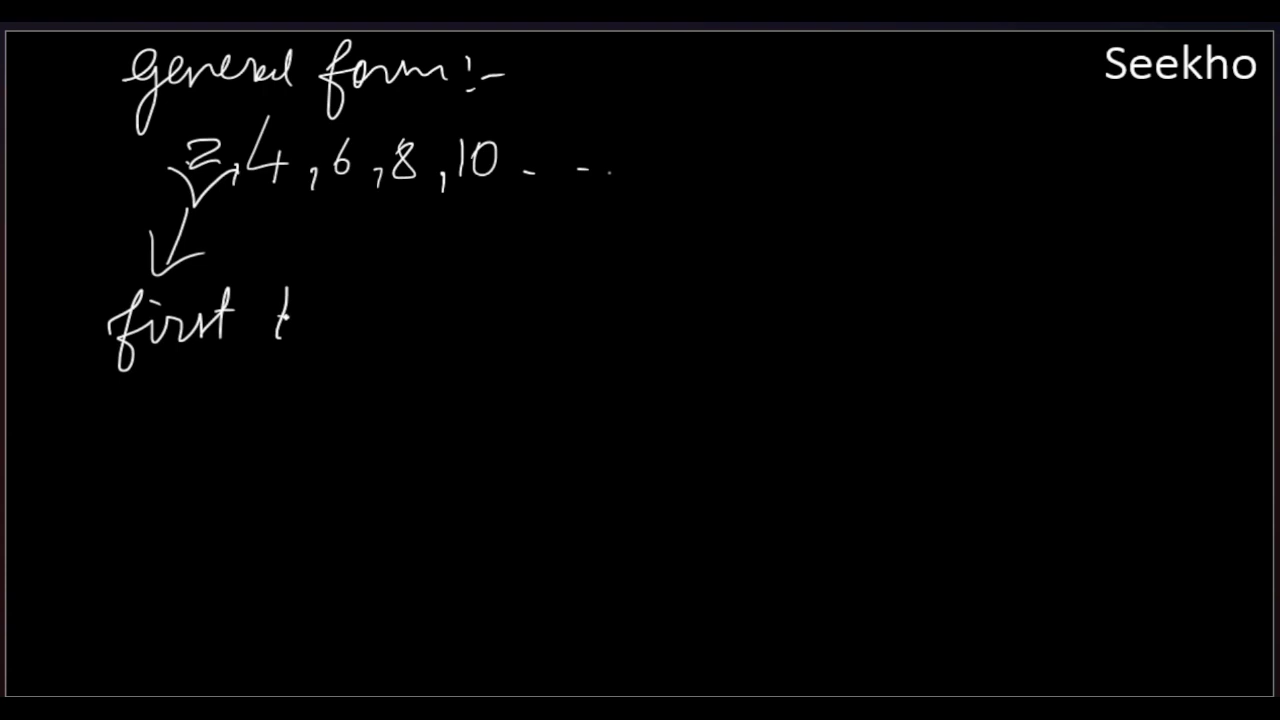 general form :-
Seekho
2, 4, 6, 8, 10 - - .
first t